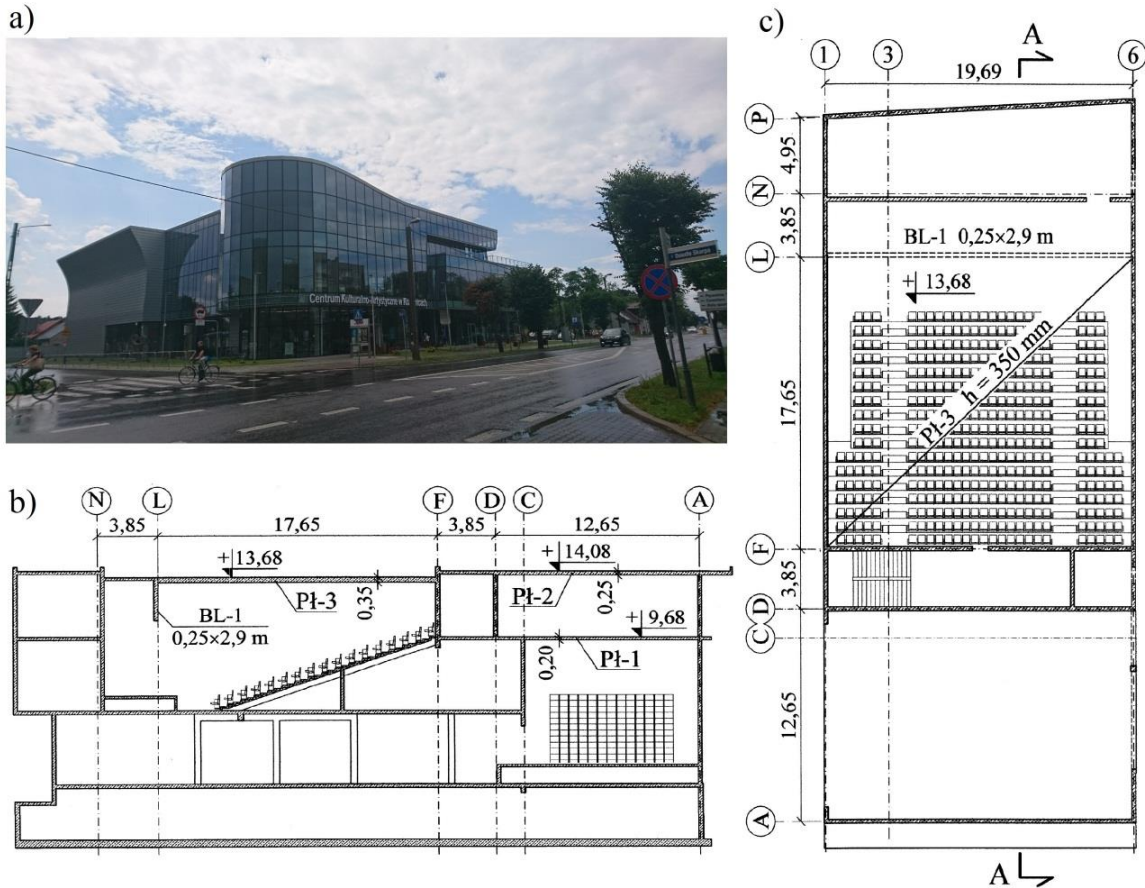 a)
Centrum Kulturalno-Artystyczne w
b)
N
L
F
D
C
A
3,85
17,65
3,85
12,65
+13,68
+14,08
Pł-3
0,35
Pł-2
0,25
BL-1
0,25×2,9 m
+9,68
0,20
Pł-1
c)
A
1
3
6
19,69
P
4,95
N
3,85
BL-1 0,25×2,9 m
L
+13,68
17,65
Pł-3 h = 350 mm
F
3,85
D
C
12,65
A
A